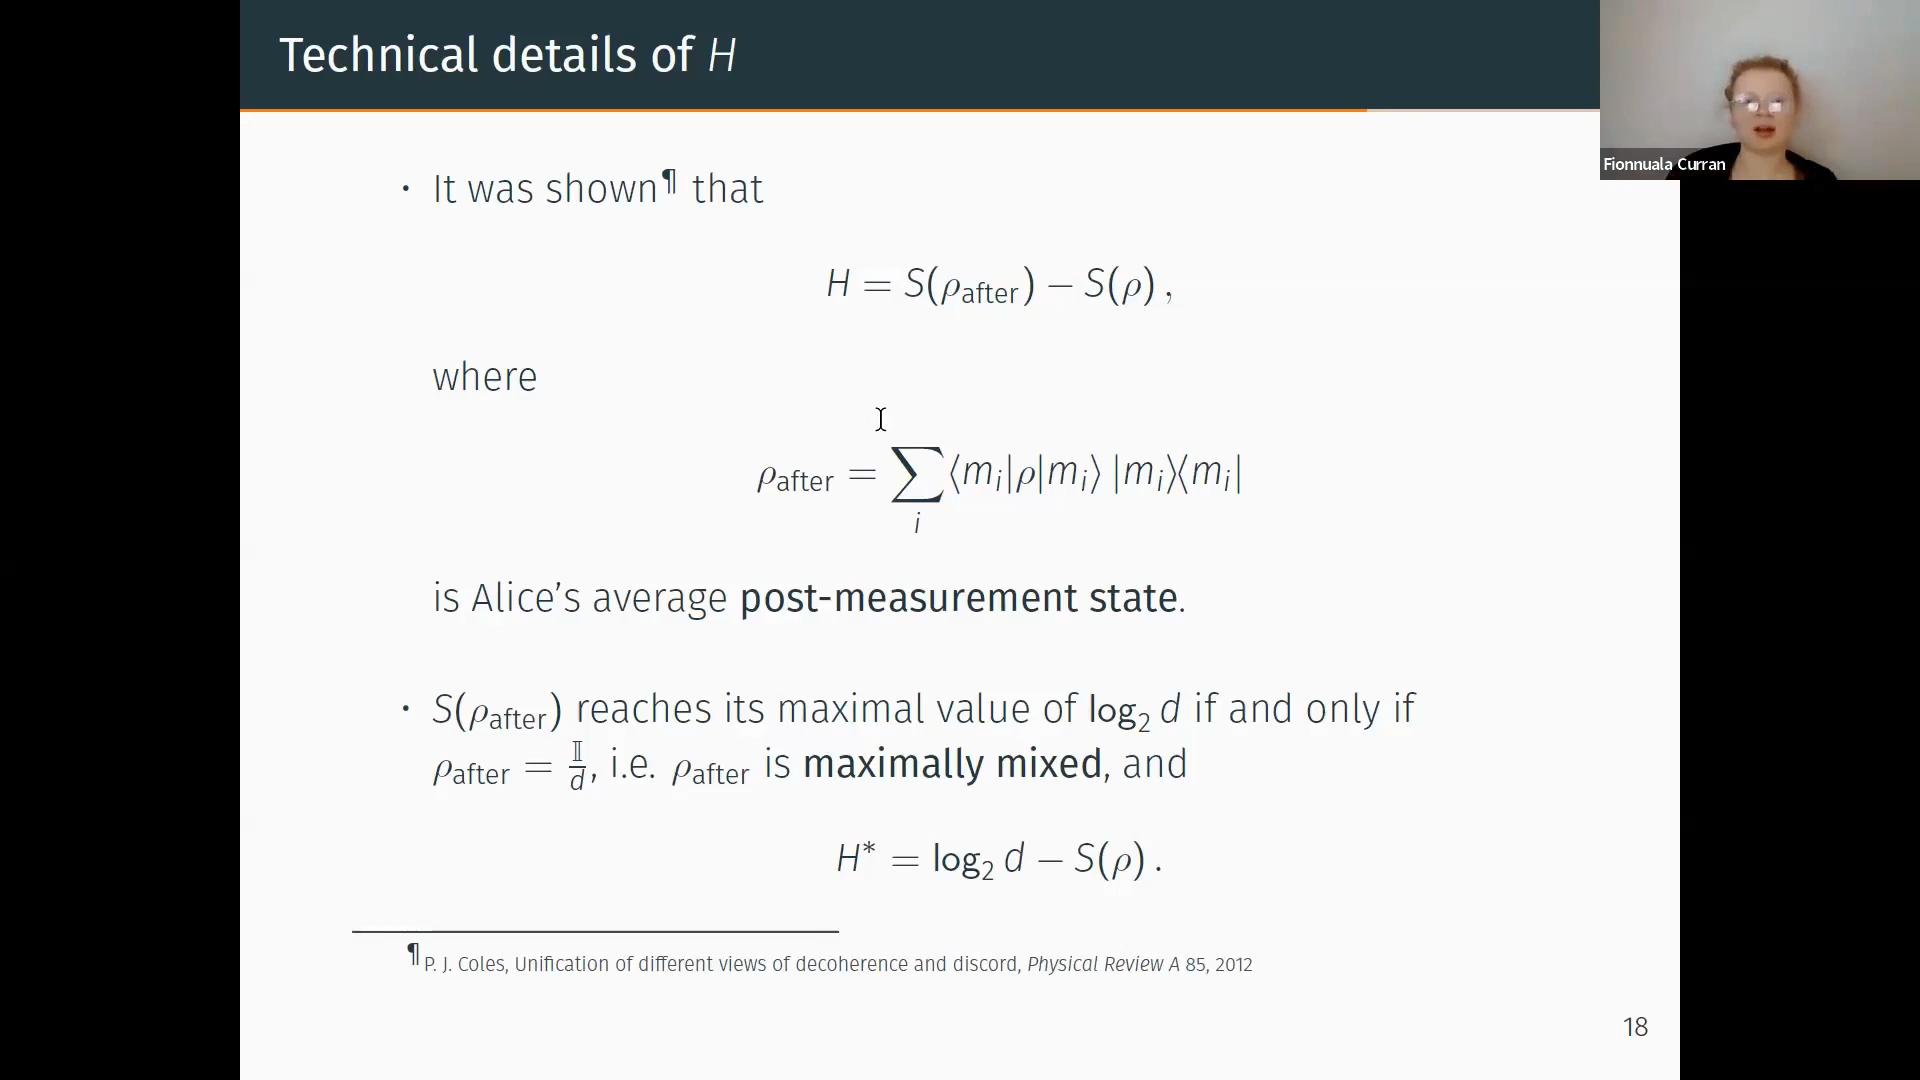 Technical details of H
Fionnuala Curran
• It was shown¶ that
H = S(ρ_after) − S(ρ) ,
where
ρ_after = ∑_i ⟨m_i|ρ|m_i⟩ |m_i⟩⟨m_i|
is Alice’s average post-measurement state.
• S(ρ_after) reaches its maximal value of log₂ d if and only if
ρ_after = 𝕀/d, i.e. ρ_after is maximally mixed, and
H* = log₂ d − S(ρ) .
¶ P. J. Coles, Unification of different views of decoherence and discord, Physical Review A 85, 2012
18